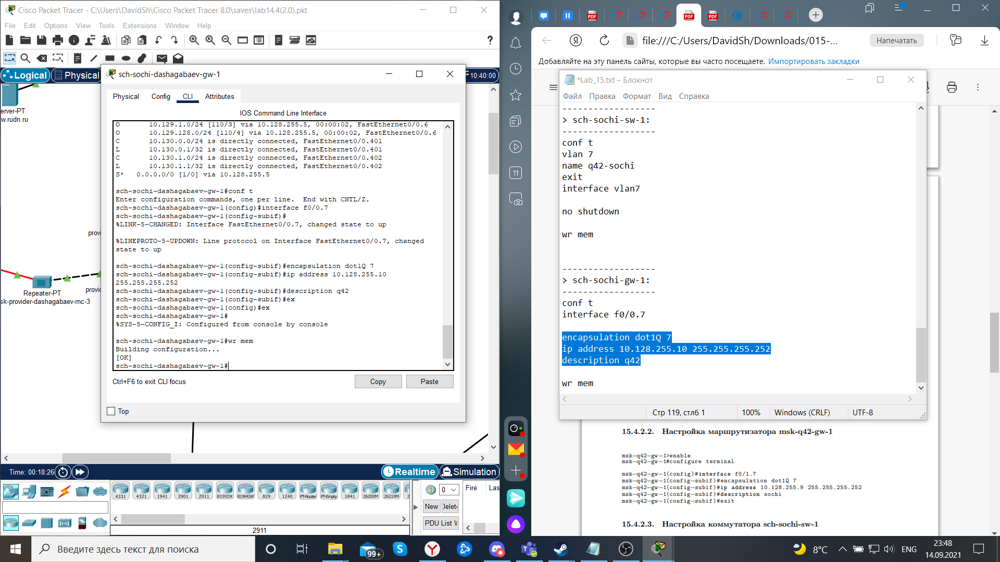 Cisco Packet Tracer - C:\Users\DavidSh\Cisco Packet Tracer 8.0\saves\lab14.4(2.0).pkt
File Edit Options View Tools Extensions Window Help
Logical Physical 10:40:00
erver-PT
w.rudn.ru
provi
Repeater-PT
provic
sk-provider-dashagabaev-mc-3
sch-sochi-dashagabaev-gw-1
Physical Config CLI Attributes
IOS Command Line Interface
O 10.129.1.0/24 [110/3] via 10.128.255.5, 00:00:02, FastEthernet0/0.6
O 10.129.128.0/24 [110/4] via 10.128.255.5, 00:00:02, FastEthernet0/0.6
C 10.130.0.0/24 is directly connected, FastEthernet0/0.401
L 10.130.0.1/32 is directly connected, FastEthernet0/0.401
C 10.130.1.0/24 is directly connected, FastEthernet0/0.402
L 10.130.1.1/32 is directly connected, FastEthernet0/0.402
S* 0.0.0.0/0 [1/0] via 10.128.255.5
sch-sochi-dashagabaev-gw-1#conf t
Enter configuration commands, one per line. End with CNTL/Z.
sch-sochi-dashagabaev-gw-1(config)#interface f0/0.7
sch-sochi-dashagabaev-gw-1(config-subif)#
%LINK-5-CHANGED: Interface FastEthernet0/0.7, changed state to up
%LINEPROTO-5-UPDOWN: Line protocol on Interface FastEthernet0/0.7, changed
state to up
sch-sochi-dashagabaev-gw-1(config-subif)#encapsulation dot1Q 7
sch-sochi-dashagabaev-gw-1(config-subif)#ip address 10.128.255.10
255.255.255.252
sch-sochi-dashagabaev-gw-1(config-subif)#description q42
sch-sochi-dashagabaev-gw-1(config-subif)#ex
sch-sochi-dashagabaev-gw-1(config)#ex
sch-sochi-dashagabaev-gw-1#
%SYS-5-CONFIG_I: Configured from console by console
sch-sochi-dashagabaev-gw-1#wr mem
Building configuration...
[OK]
sch-sochi-dashagabaev-gw-1#
Ctrl+F6 to exit CLI focus
Copy Paste
Top
Time: 00:18:26
Realtime Simulation
4331 4321 1941 2901 2911 819IOX 819HGW 829 1240 PT-Router PT-Empty 1841 2620XM 2621XM
2911
0
New Delete
PDU List W
Fire Las
file:///C:/Users/DavidSh/Downloads/015-...
Напечатать
Добавляйте на эту панель сайты, которые вы часто посещаете. Импортировать закладки
11
*Lab_15.txt – Блокнот
Файл Правка Формат Вид Справка
------------------
> sch-sochi-sw-1:
------------------
conf t
vlan 7
name q42-sochi
exit
interface vlan7
no shutdown
wr mem
------------------
> sch-sochi-gw-1:
------------------
conf t
interface f0/0.7
encapsulation dot1Q 7
ip address 10.128.255.10 255.255.255.252
description q42
wr mem
Стр 119, стлб 1 100% Windows (CRLF) UTF-8
15.4.2.2. Настройка маршрутизатора msk-q42-gw-1
msk-q42-gw-1>enable
msk-q42-gw-1#configure terminal
msk-q42-gw-1(config)#interface f0/1.7
msk-q42-gw-1(config-subif)#encapsulation dot1Q 7
msk-q42-gw-1(config-subif)#ip address 10.128.255.9 255.255.255.252
msk-q42-gw-1(config-subif)#description sochi
msk-q42-gw-1(config-subif)#exit
15.4.2.3. Настройка коммутатора sch-sochi-sw-1
Введите здесь текст для поиска
99+
8°C
ENG
23:48
14.09.2021